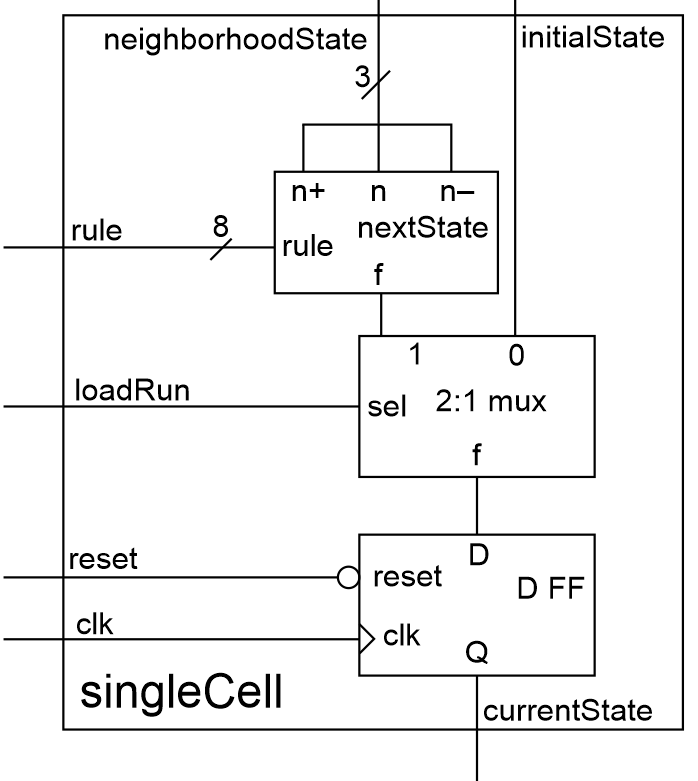 neighborhoodState
initialState
3
n+ n n–
nextState
rule
8
rule
f
1 0
loadRun
sel
2:1 mux
f
D
reset
reset
D FF
clk
clk
Q
singleCell
currentState